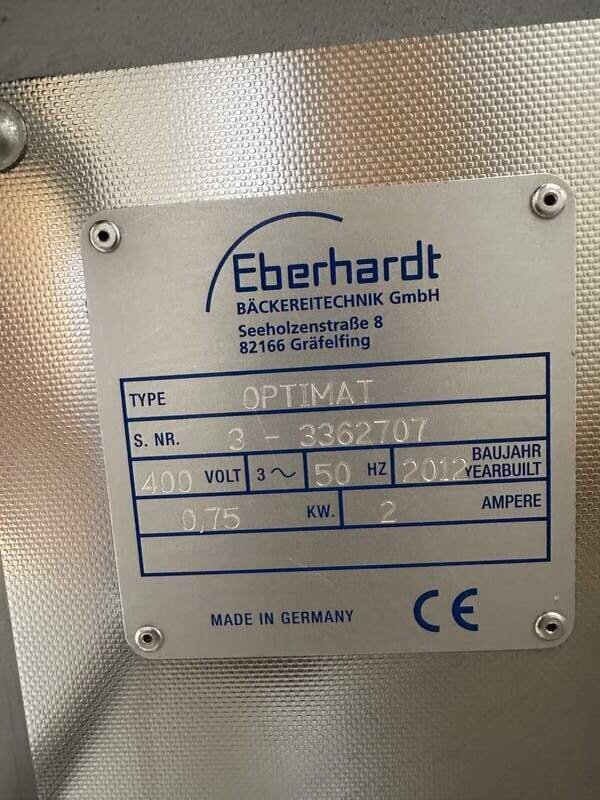 Eberhardt
BÄCKEREITECHNIK GmbH
Seeholzenstraße 8
82166 Gräfelfing
TYPE OPTIMAT
S. NR. 3 - 3362707
400 VOLT 3 ~ 50 HZ 2012 BAUJAHR
YEARBUILT
0,75 KW. 2 AMPERE
MADE IN GERMANY CE